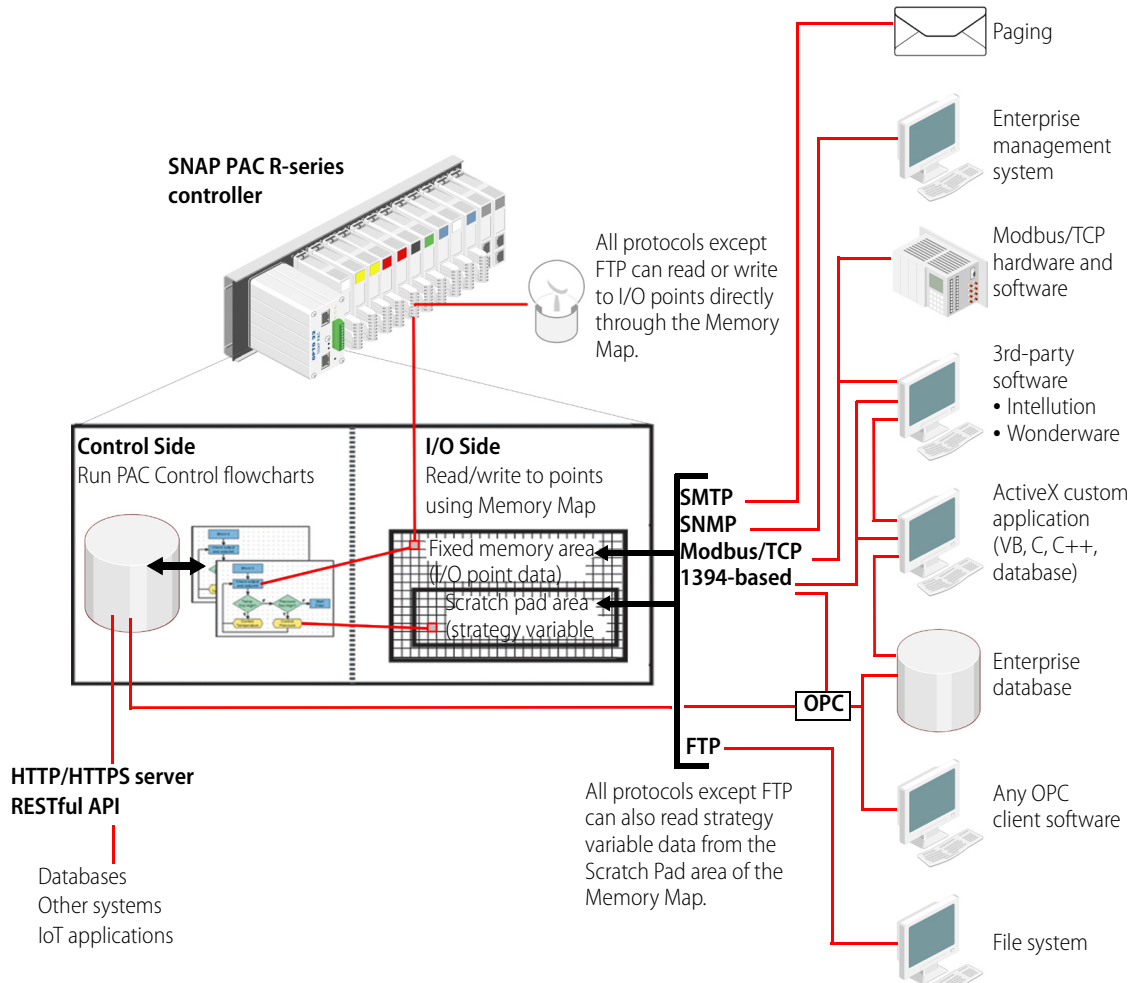 Paging
Enterprise
management
system
SNAP PAC R-series
controller
All protocols except
FTP can read or write
to I/O points directly
through the Memory
Map.
Modbus/TCP
hardware and
software
3rd-party
software
• Intellution
• Wonderware
Control Side
Run PAC Control flowcharts
I/O Side
Read/write to points
using Memory Map
Fixed memory area
(I/O point data)
Scratch pad area
(strategy variable
SMTP
SNMP
Modbus/TCP
1394-based
ActiveX custom
application
(VB, C, C++,
database)
Enterprise
database
OPC
FTP
HTTP/HTTPS server
RESTful API
Databases
Other systems
IoT applications
All protocols except FTP
can also read strategy
variable data from the
Scratch Pad area of the
Memory Map.
Any OPC
client software
File system